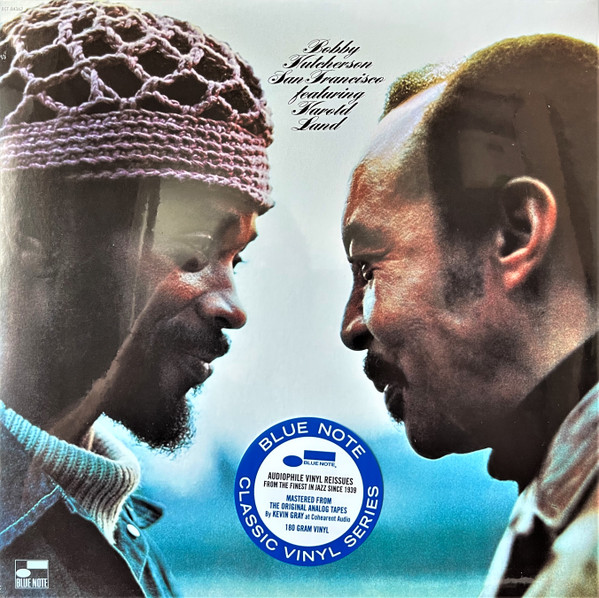 Bobby
Hutcherson
San Francisco
featuring
Harold
Land
BLUE NOTE
BLUE NOTE
AUDIOPHILE VINYL REISSUES
FROM THE FINEST IN JAZZ SINCE 1939
MASTERED FROM
THE ORIGINAL ANALOG TAPES
By KEVIN GRAY at Cohearent Audio
180 GRAM VINYL
CLASSIC VINYL SERIES
BLUE NOTE